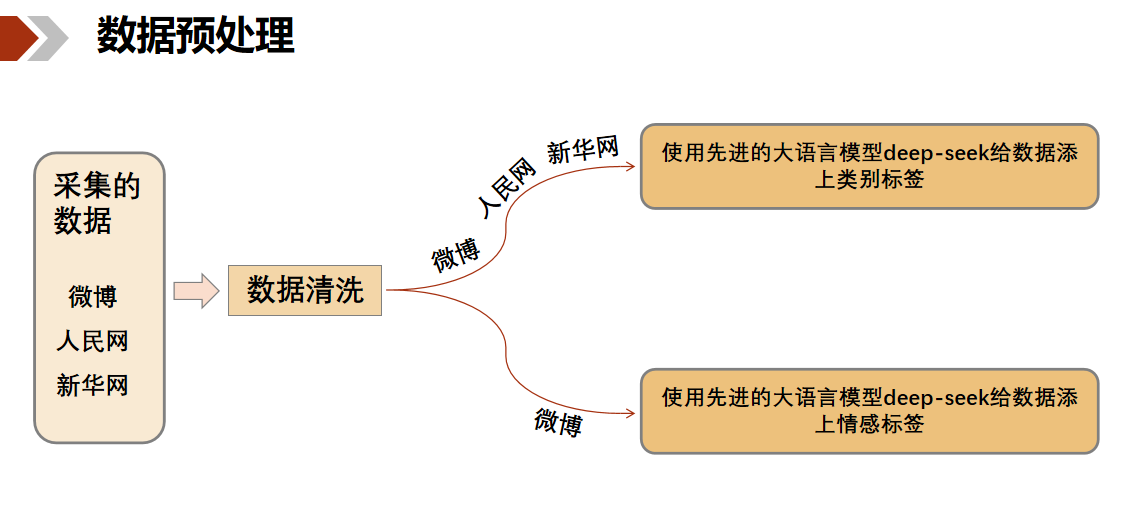 数据预处理
采集的
数据
微博
人民网
新华网
数据清洗
微博
人民网
新华网
使用先进的大语言模型deep-seek给数据添
上类别标签
微博
使用先进的大语言模型deep-seek给数据添
上情感标签